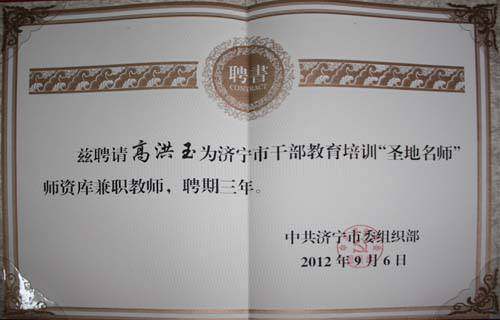 聘書
CONTRACT
兹聘请高洪玉为济宁市干部教育培训“圣地名师”
师资库兼职教师，聘期三年。
中共济宁市委组织部
2012年9月6日